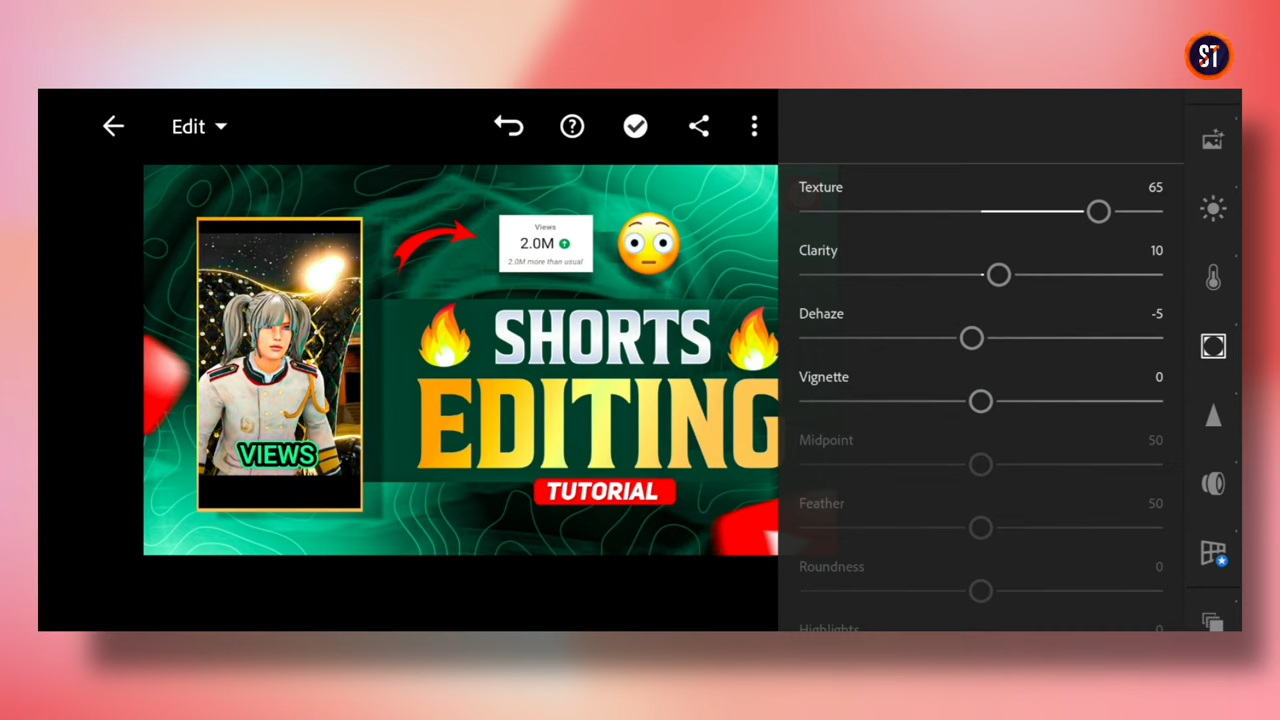 ST
Edit
Texture 65
Clarity 10
Dehaze -5
Vignette 0
Midpoint 50
Feather 50
Roundness 0
Highlights 0
Views
2.0M
2.0M more than usual
SHORTS
EDITING
TUTORIAL
VIEWS